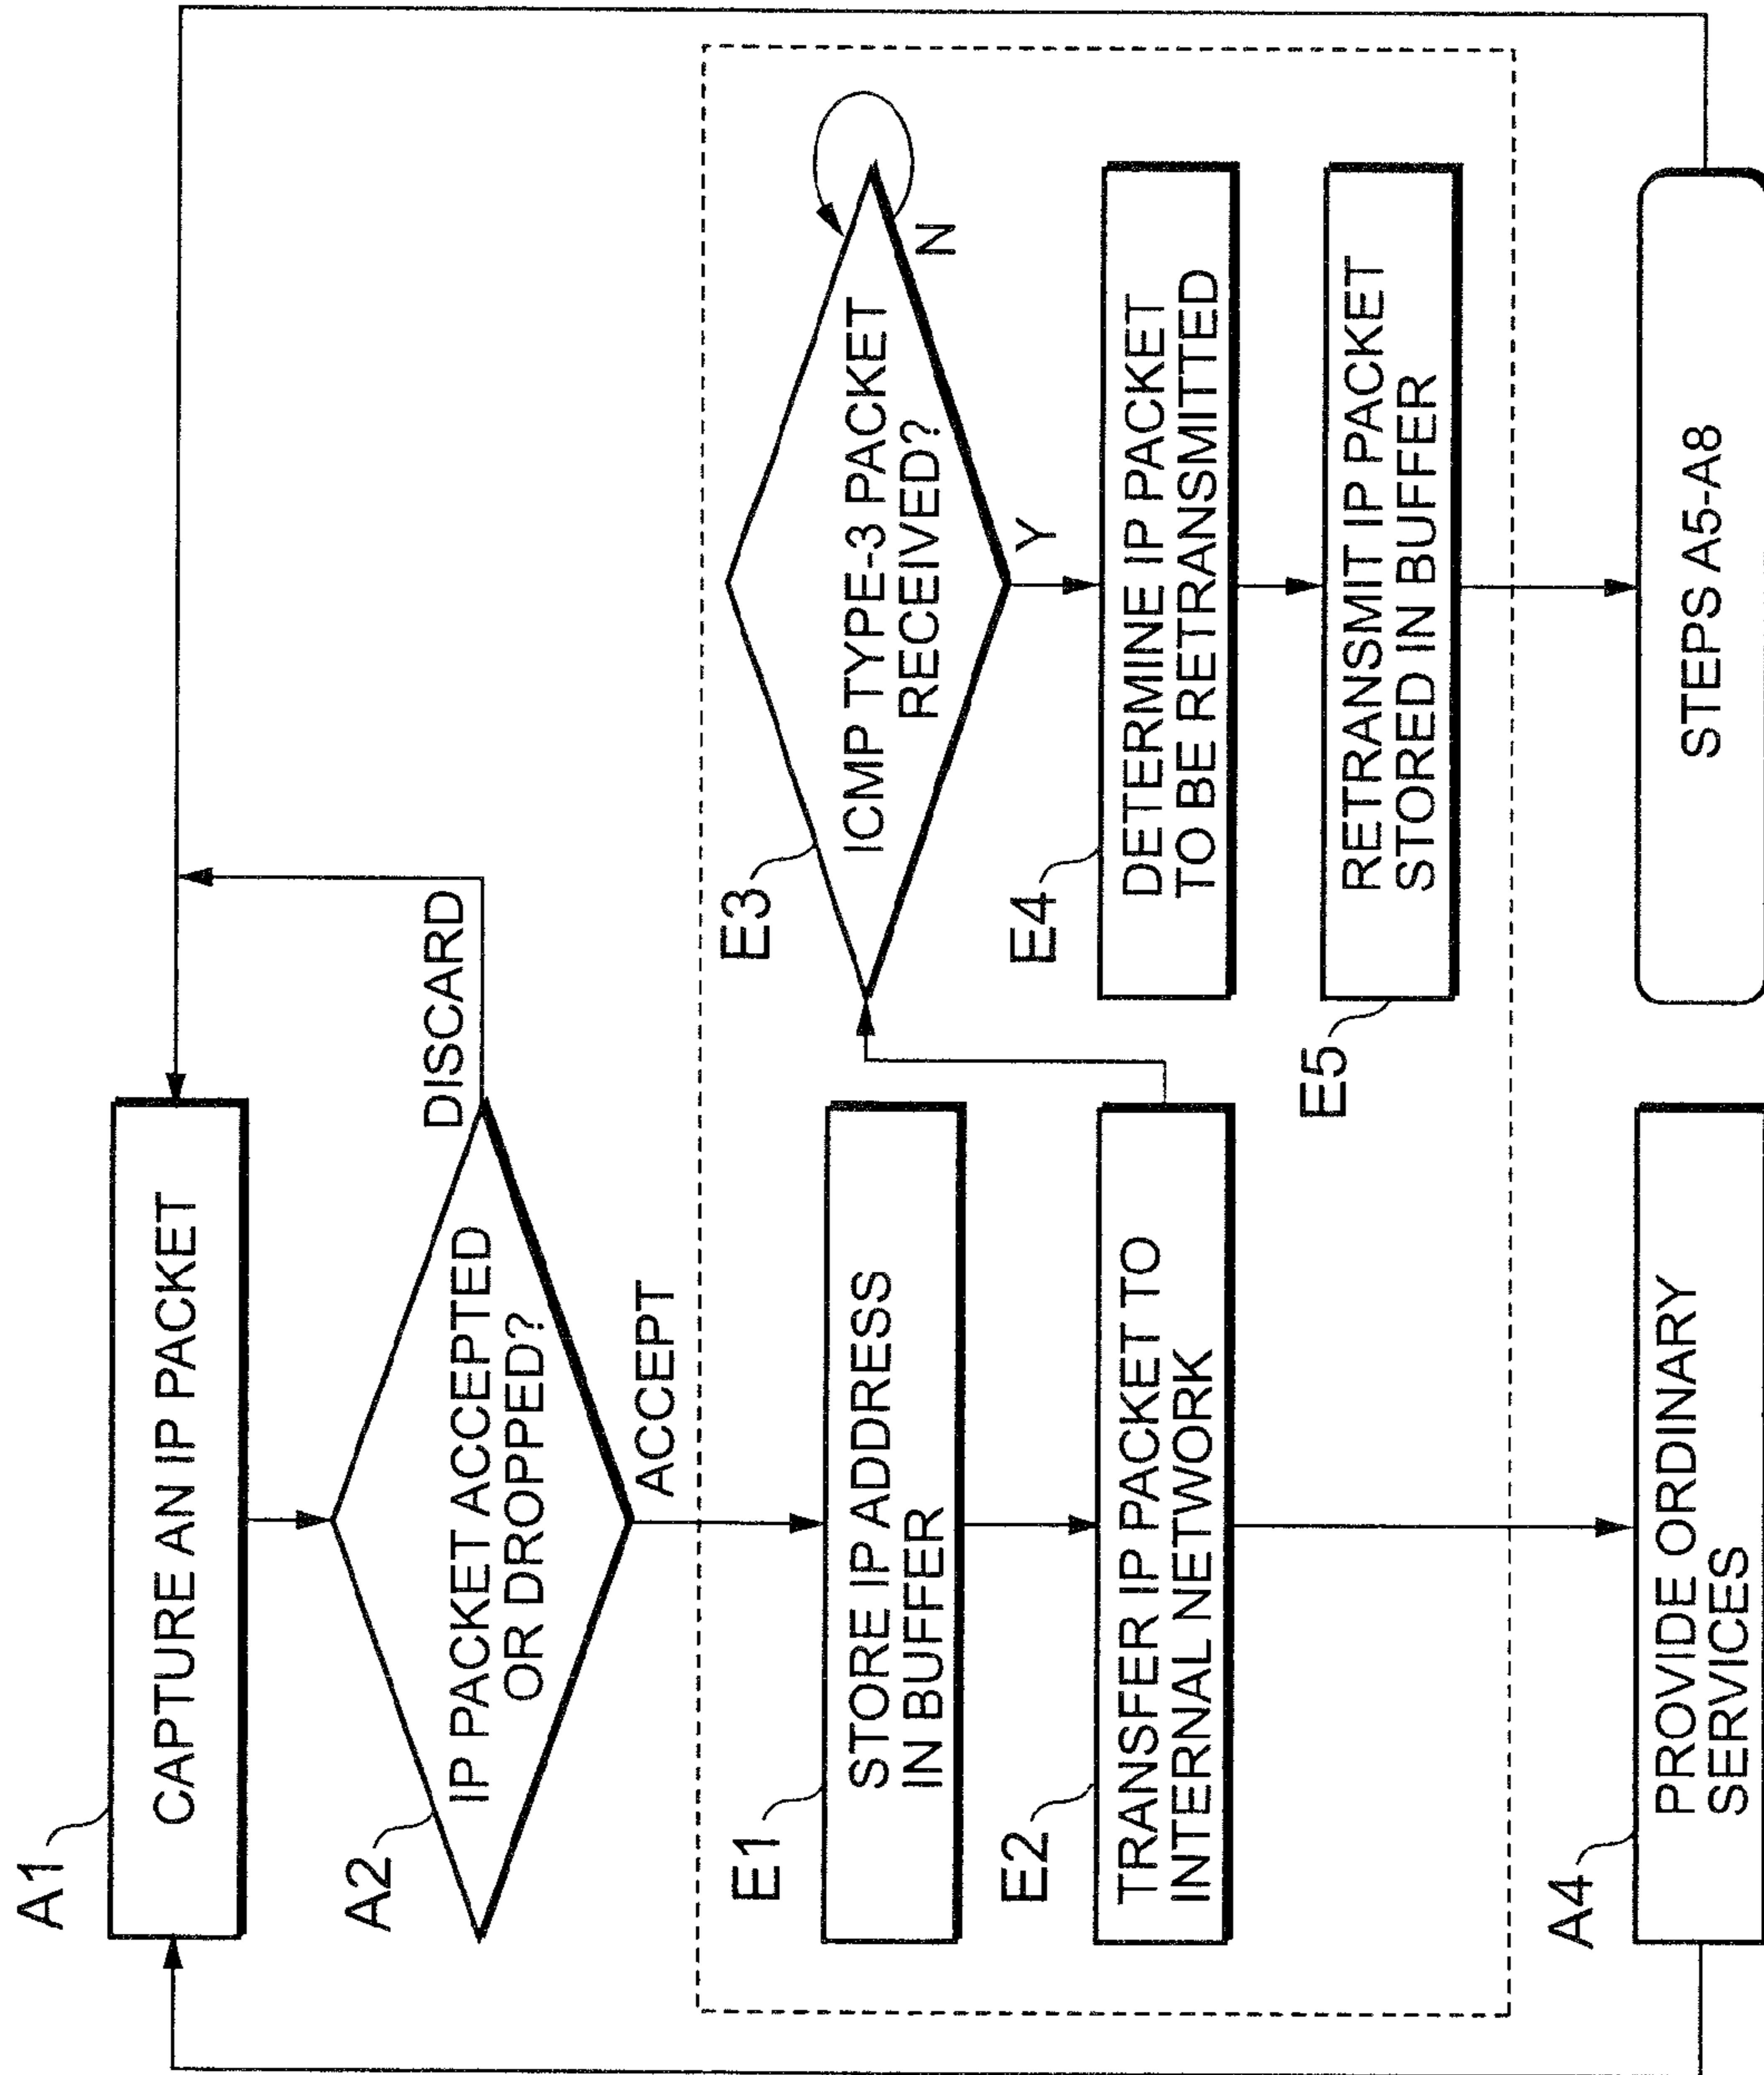 A1
CAPTURE AN IP PACKET
A2
IP PACKET ACCEPTED
OR DROPPED?
DISCARD
ACCEPT
E1
STORE IP ADDRESS
IN BUFFER
E2
TRANSFER IP PACKET TO
INTERNAL NETWORK
E3
ICMP TYPE-3 PACKET
RECEIVED?
N
Y
E4
DETERMINE IP PACKET
TO BE RETRANSMITTED
E5
RETRANSMIT IP PACKET
STORED IN BUFFER
A4
PROVIDE ORDINARY
SERVICES
STEPS A5-A8